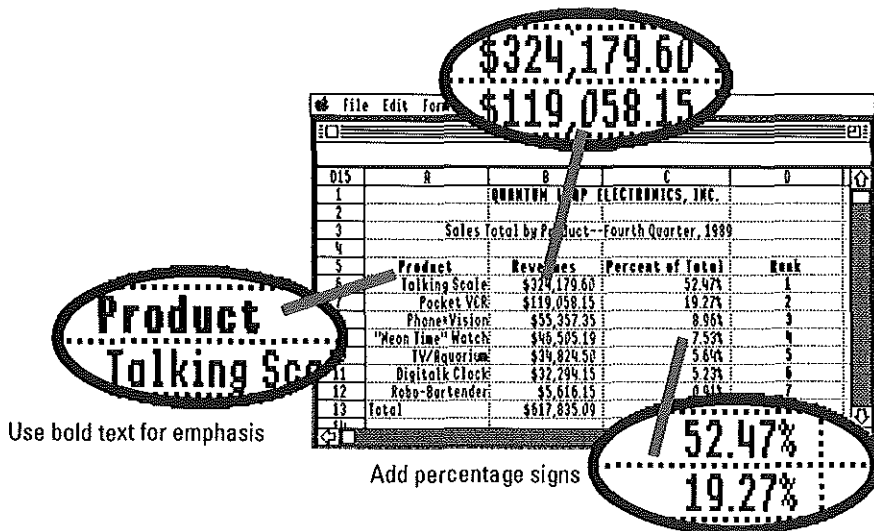 $324,179.60
$119,058.15
File Edit Form
D15 A B C D
1 QUANTUM LEAP ELECTRONICS, INC.
2
3 Sales Total by Product--Fourth Quarter, 1989
4
5 Product Revenues Percent of Total Rank
6 Talking Scale $324,179.60 52.47% 1
7 Pocket VCR $119,058.15 19.27% 2
Phone*Vision $55,357.35 8.96% 3
"Neon Time" Watch $46,505.19 7.53% 4
TV/Aquarium $34,824.50 5.64% 5
11 Digitalk Clock $32,294.15 5.23% 6
12 Robo-Bartender $5,616.15 0.91% 7
13 Total $617,835.09
Product
Talking Sca
Use bold text for emphasis
Add percentage signs
52.47%
19.27%